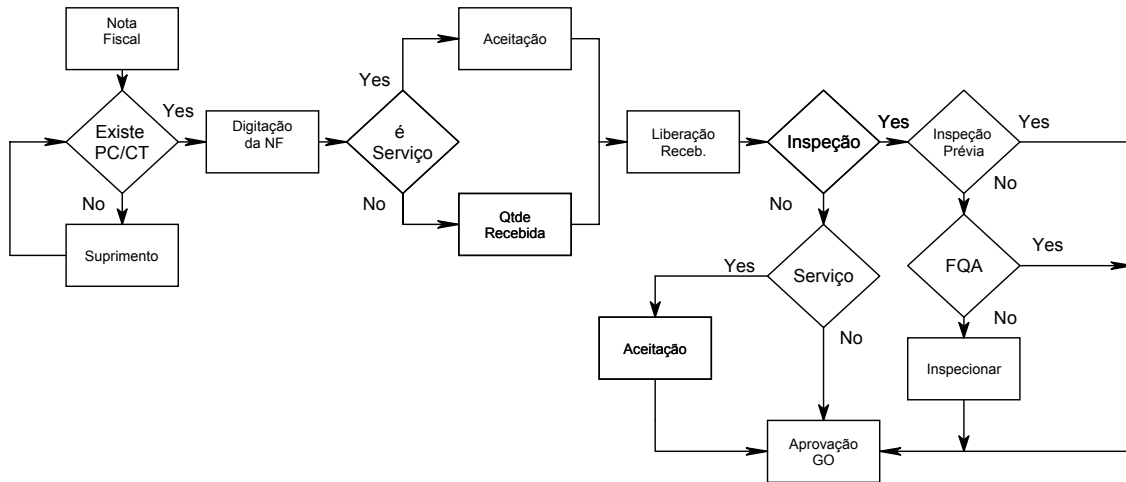 Nota
Fiscal
Existe
PC/CT
Yes
No
Suprimento
Digitação
da NF
é
Serviço
Yes
No
Aceitação
Qtde
Recebida
Liberação
Receb.
Inspeção
Yes
No
Inspeção
Prévia
Yes
No
Serviço
Yes
No
FQA
Yes
No
Aceitação
Inspecionar
Aprovação
GO